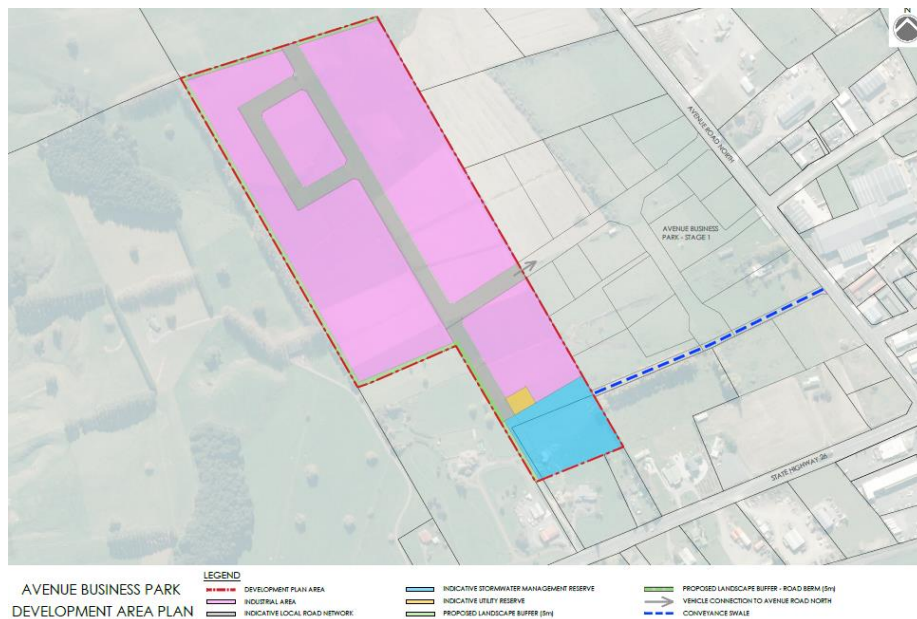 N
AVENUE ROAD NORTH
AVENUE BUSINESS
PARK - STAGE 1
STATE HIGHWAY 26
AVENUE BUSINESS PARK
DEVELOPMENT AREA PLAN
LEGEND
DEVELOPMENT PLAN AREA
INDUSTRIAL AREA
INDICATIVE LOCAL ROAD NETWORK
INDICATIVE STORMWATER MANAGEMENT RESERVE
INDICATIVE UTILITY RESERVE
PROPOSED LANDSCAPE BUFFER (5m)
PROPOSED LANDSCAPE BUFFER - ROAD BERM (5m)
VEHICLE CONNECTION TO AVENUE ROAD NORTH
CONVEYANCE SWALE